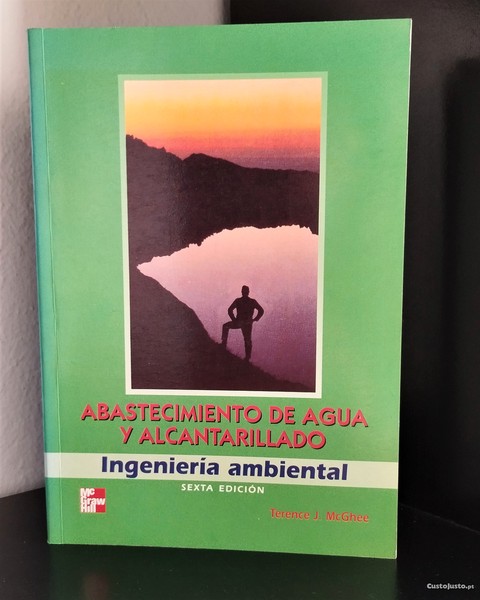 ABASTECIMIENTO DE AGUA
Y ALCANTARILLADO
Ingeniería ambiental
SEXTA EDICIÓN
Mc
Graw
Hill
Terence J. McGhee
CustoJusto.pt